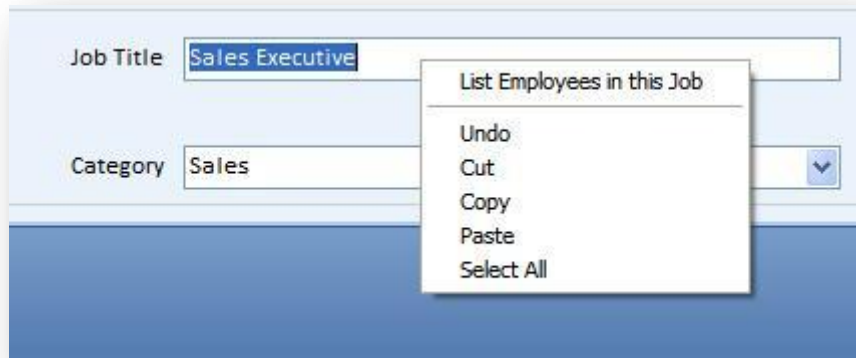 Job Title Sales Executive
List Employees in this Job
Undo
Category Sales
Cut
Copy
Paste
Select All